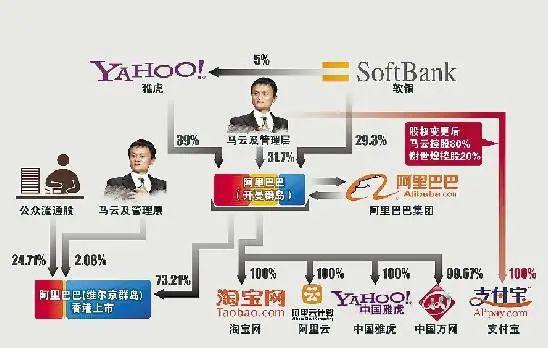 YAHOO!
雅虎
5%
SoftBank
软银
39%
马云及管理层
31.7%
29.3%
股权变更后
马云控股80%
谢世煌控股20%
公众流通股
马云及管理层
阿里巴巴
(开曼群岛)
阿里巴巴
Alibaba.com
阿里巴巴集团
24.71%
2.08%
73.21%
阿里巴巴(维尔京群岛)
香港上市
100%
100%
100%
99.67%
100%
淘宝网
Taobao.com
淘宝网
阿里云计算
阿里云
YAHOO!
中国雅虎
中国雅虎
中国万网
支付宝
Alipay.com
支付宝